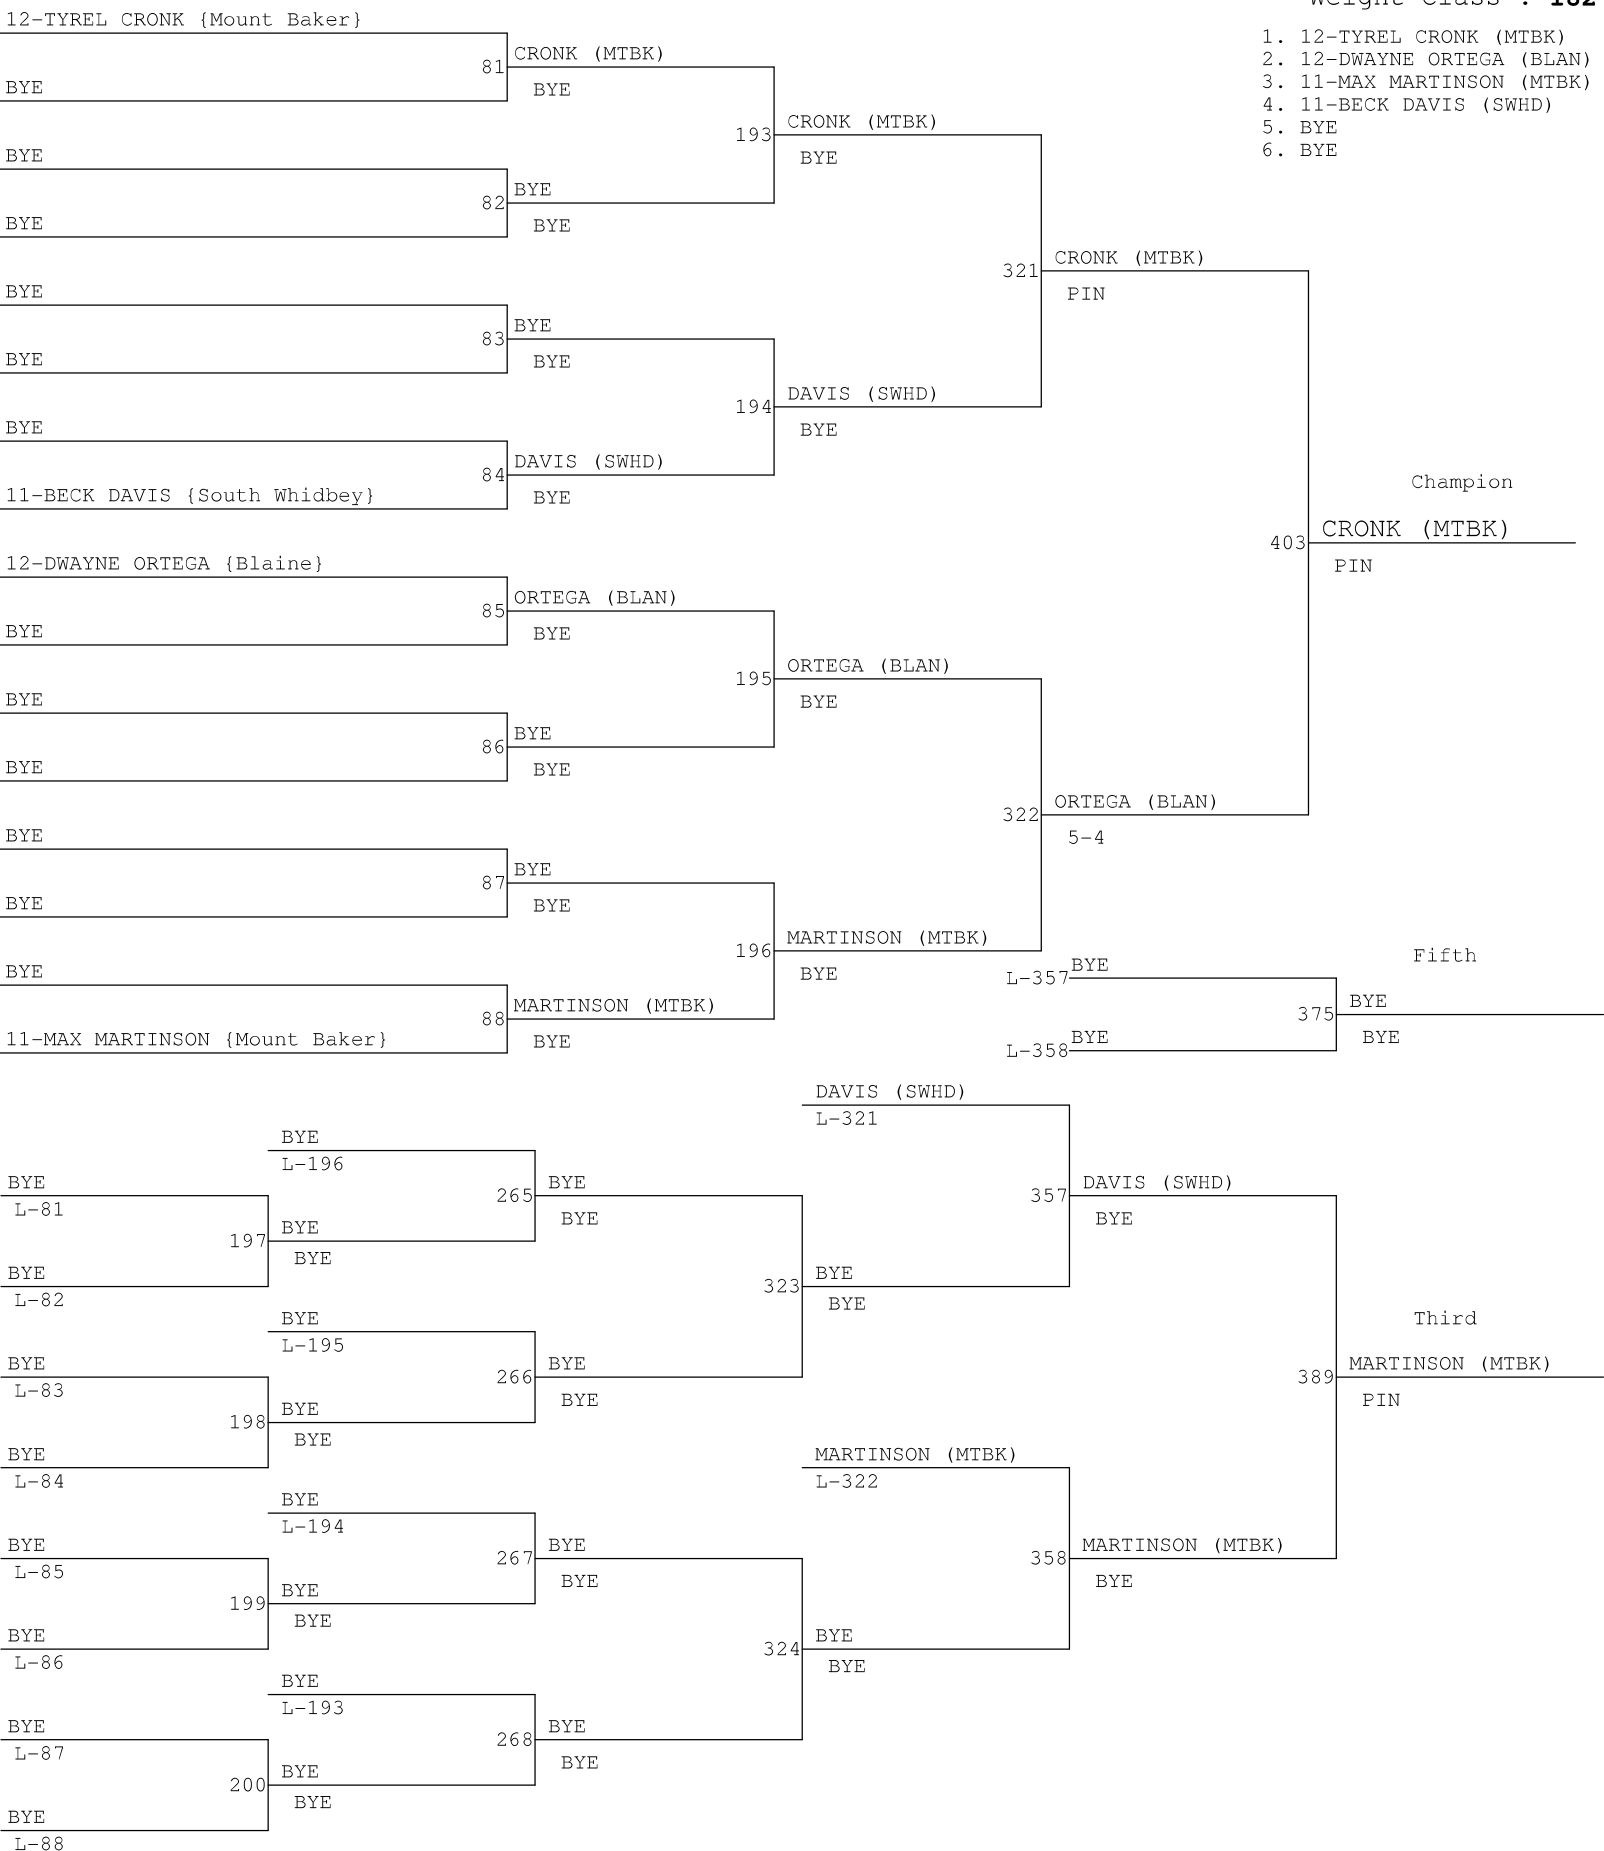 Weight Class : 182
12-TYREL CRONK {Mount Baker}
1. 12-TYREL CRONK (MTBK)
2. 12-DWAYNE ORTEGA (BLAN)
3. 11-MAX MARTINSON (MTBK)
4. 11-BECK DAVIS (SWHD)
5. BYE
6. BYE
81 CRONK (MTBK)
BYE
BYE
193 CRONK (MTBK)
BYE
BYE
82 BYE
BYE
BYE
321 CRONK (MTBK)
PIN
BYE
83 BYE
BYE
BYE
194 DAVIS (SWHD)
BYE
BYE
84 DAVIS (SWHD)
BYE
11-BECK DAVIS {South Whidbey}
Champion
403 CRONK (MTBK)
PIN
12-DWAYNE ORTEGA {Blaine}
85 ORTEGA (BLAN)
BYE
BYE
195 ORTEGA (BLAN)
BYE
BYE
86 BYE
BYE
BYE
322 ORTEGA (BLAN)
5-4
BYE
87 BYE
BYE
BYE
196 MARTINSON (MTBK)
BYE
BYE
88 MARTINSON (MTBK)
BYE
11-MAX MARTINSON {Mount Baker}
Fifth
L-357 BYE
375 BYE
BYE
L-358 BYE
DAVIS (SWHD)
L-321
BYE
L-196
BYE
L-81
265 BYE
BYE
357 DAVIS (SWHD)
BYE
197 BYE
BYE
BYE
L-82
323 BYE
BYE
BYE
L-195
Third
BYE
L-83
266 BYE
BYE
389 MARTINSON (MTBK)
PIN
198 BYE
BYE
BYE
L-84
MARTINSON (MTBK)
L-322
BYE
L-194
BYE
L-85
267 BYE
BYE
358 MARTINSON (MTBK)
BYE
199 BYE
BYE
BYE
L-86
324 BYE
BYE
BYE
L-193
BYE
L-87
268 BYE
BYE
200 BYE
BYE
BYE
L-88